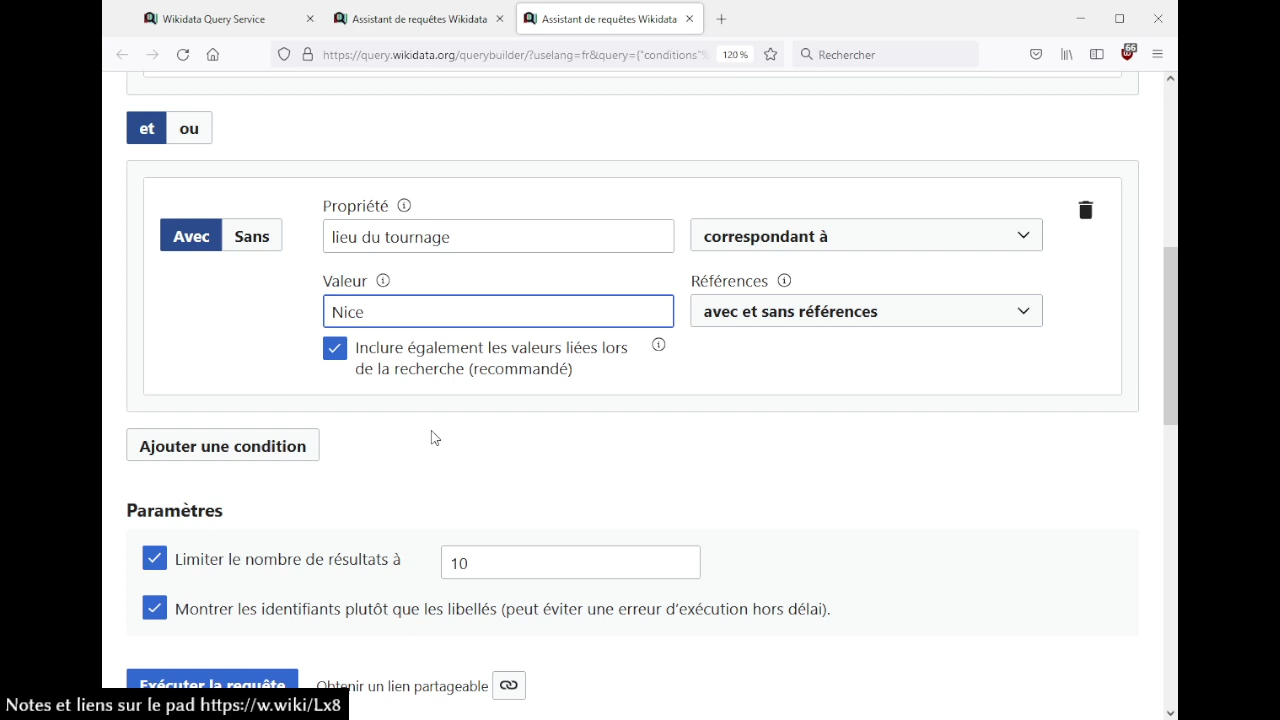 Wikidata Query Service
Assistant de requêtes Wikidata
Assistant de requêtes Wikidata
https://query.wikidata.org/querybuilder/?uselang=fr&query={"conditions"%
120%
Rechercher
66
et
ou
Avec
Sans
Propriété
lieu du tournage
correspondant à
Valeur
Références
Nice
avec et sans références
Inclure également les valeurs liées lors
de la recherche (recommandé)
Ajouter une condition
Paramètres
Limiter le nombre de résultats à
10
Montrer les identifiants plutôt que les libellés (peut éviter une erreur d'exécution hors délai).
Exécuter la requête
Obtenir un lien partageable
Notes et liens sur le pad https://w.wiki/Lx8